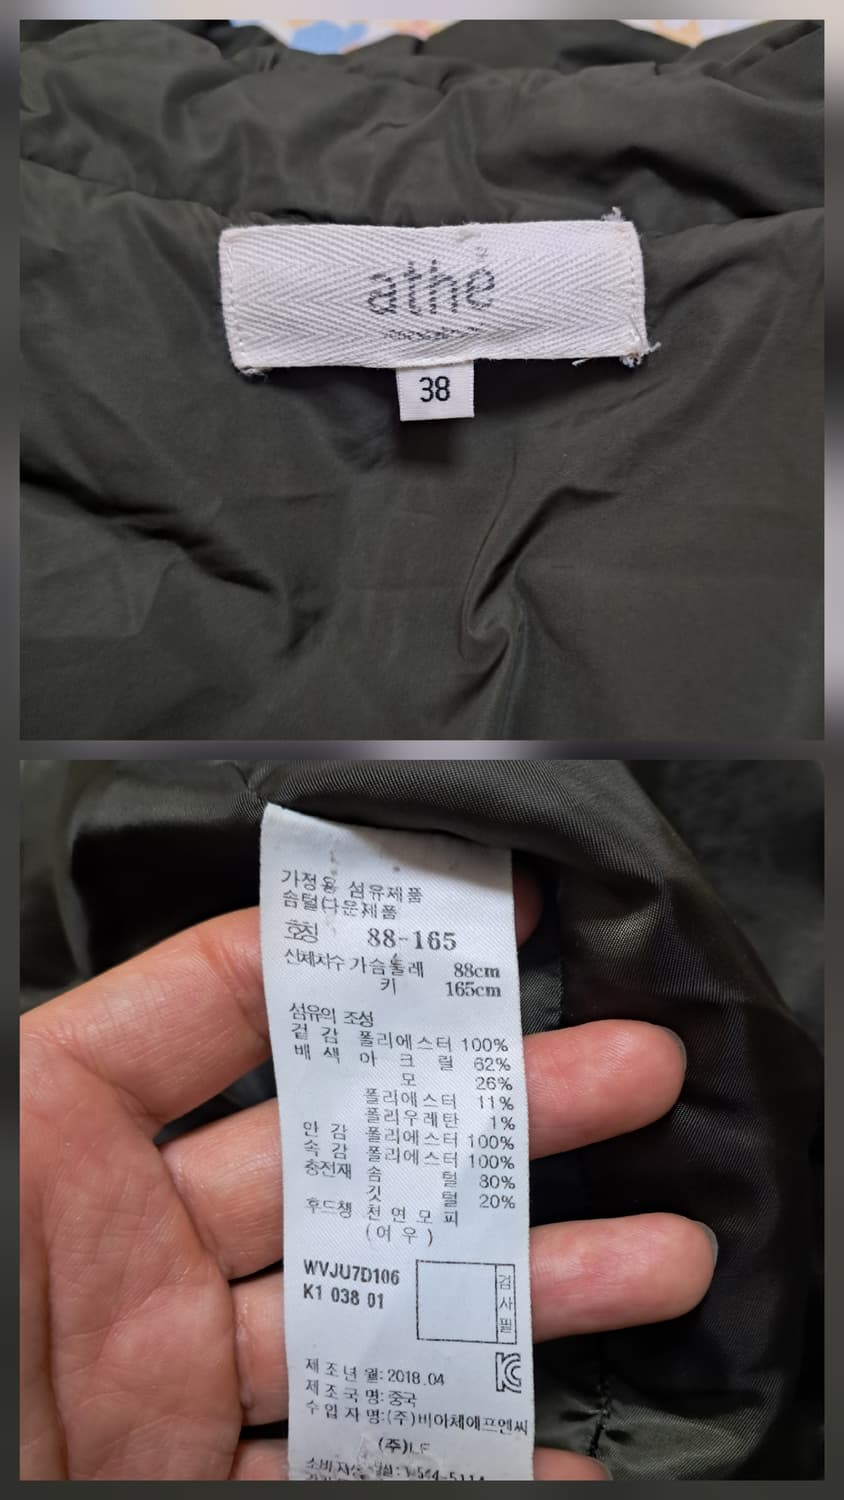 athe
38
가정용 섬유제품
솜털(다운제품
호칭 88-165
신체치수 가슴둘레 88cm
키 165cm
섬유의 조성
겉 감 폴리에스터 100%
배 색 아 크 릴 62%
모 26%
폴리에스터 11%
폴리우레탄 1%
안 감 폴리에스터 100%
속 감 폴리에스터 100%
충전재 솜 털 80%
깃 털 20%
후드챙 천 연 모 피
(여 우)
WVJU7D106
K1 038 01
검사필
제 조 년 월: 2018.04
제 조 국 명: 중국
수 입 자 명:(주)비아체에프엔씨
(주)LF